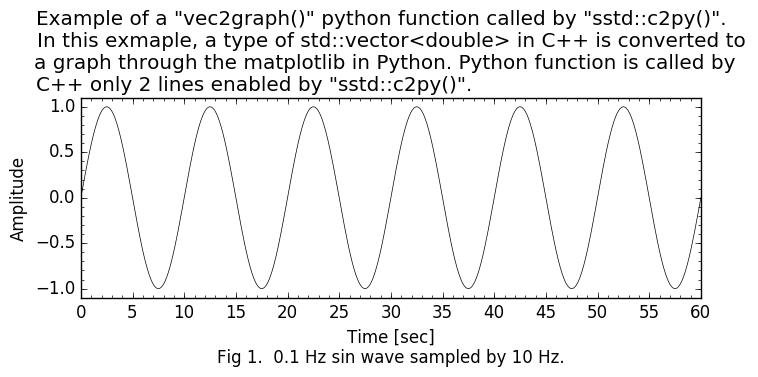 Example of a "vec2graph()" python function called by "sstd::c2py()".
In this exmaple, a type of std::vector<double> in C++ is converted to
a graph through the matplotlib in Python. Python function is called by
C++ only 2 lines enabled by "sstd::c2py()".
1.0
0.5
0.0
−0.5
−1.0
Amplitude
0 5 10 15 20 25 30 35 40 45 50 55 60
Time [sec]
Fig 1.  0.1 Hz sin wave sampled by 10 Hz.